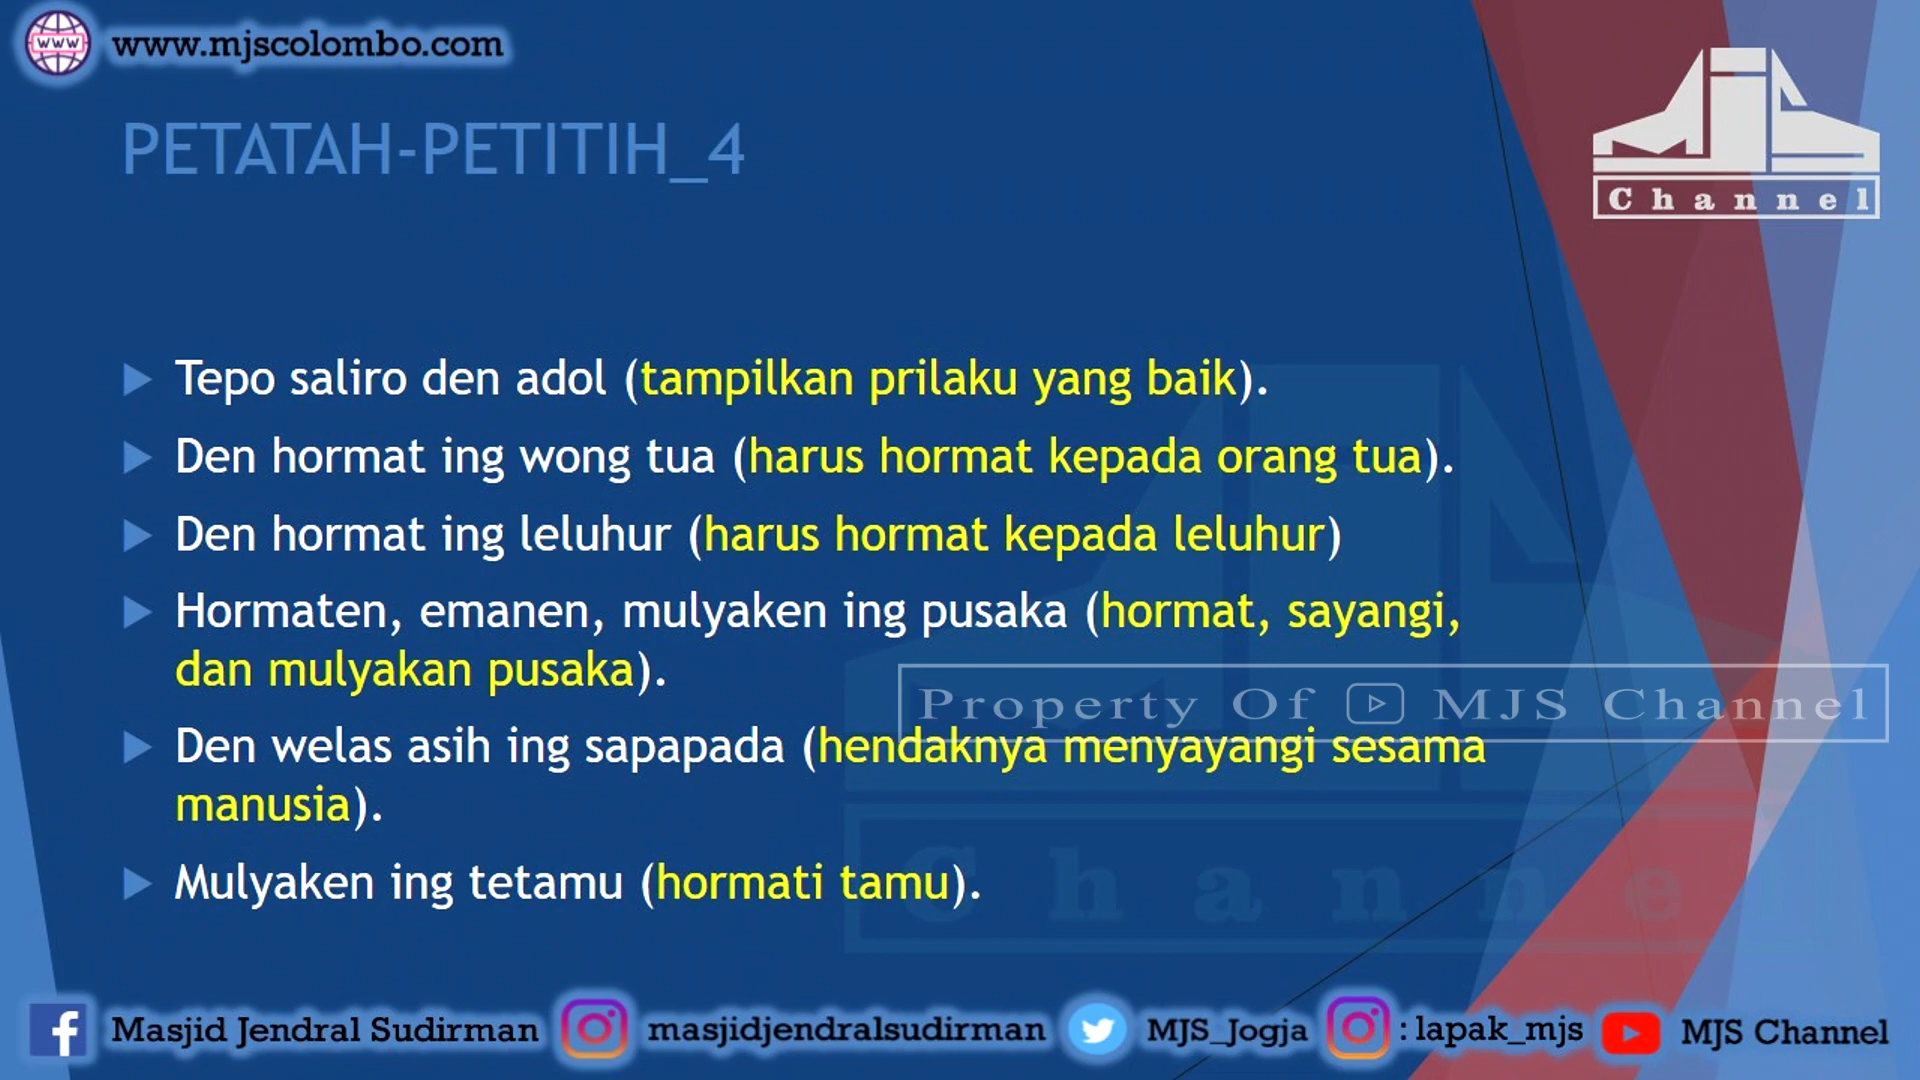 www.mjscolombo.com
PETATAH-PETITIH_4
MJS
Channel
Tepo saliro den adol (tampilkan prilaku yang baik).
Den hormat ing wong tua (harus hormat kepada orang tua).
Den hormat ing leluhur (harus hormat kepada leluhur)
Hormaten, emanen, mulyaken ing pusaka (hormat, sayangi,
dan mulyakan pusaka).
Property Of MJS Channel
Den welas asih ing sapapada (hendaknya menyayangi sesama
manusia).
Mulyaken ing tetamu (hormati tamu).
Channe
Masjid Jendral Sudirman masjidjendralsudirman MJS_Jogja : lapak_mjs MJS Channel